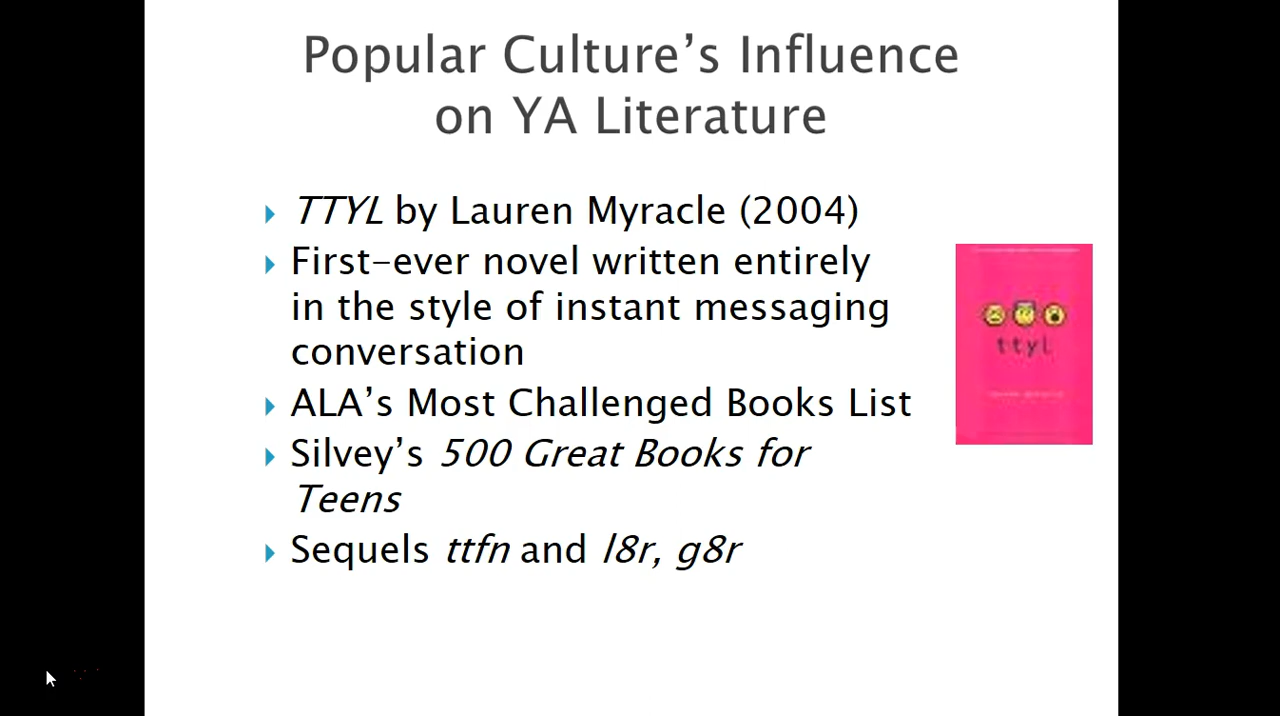 Popular Culture’s Influence
on YA Literature
TTYL by Lauren Myracle (2004)
First-ever novel written entirely
in the style of instant messaging
conversation
ALA’s Most Challenged Books List
Silvey’s 500 Great Books for
Teens
Sequels ttfn and l8r, g8r
ttyl